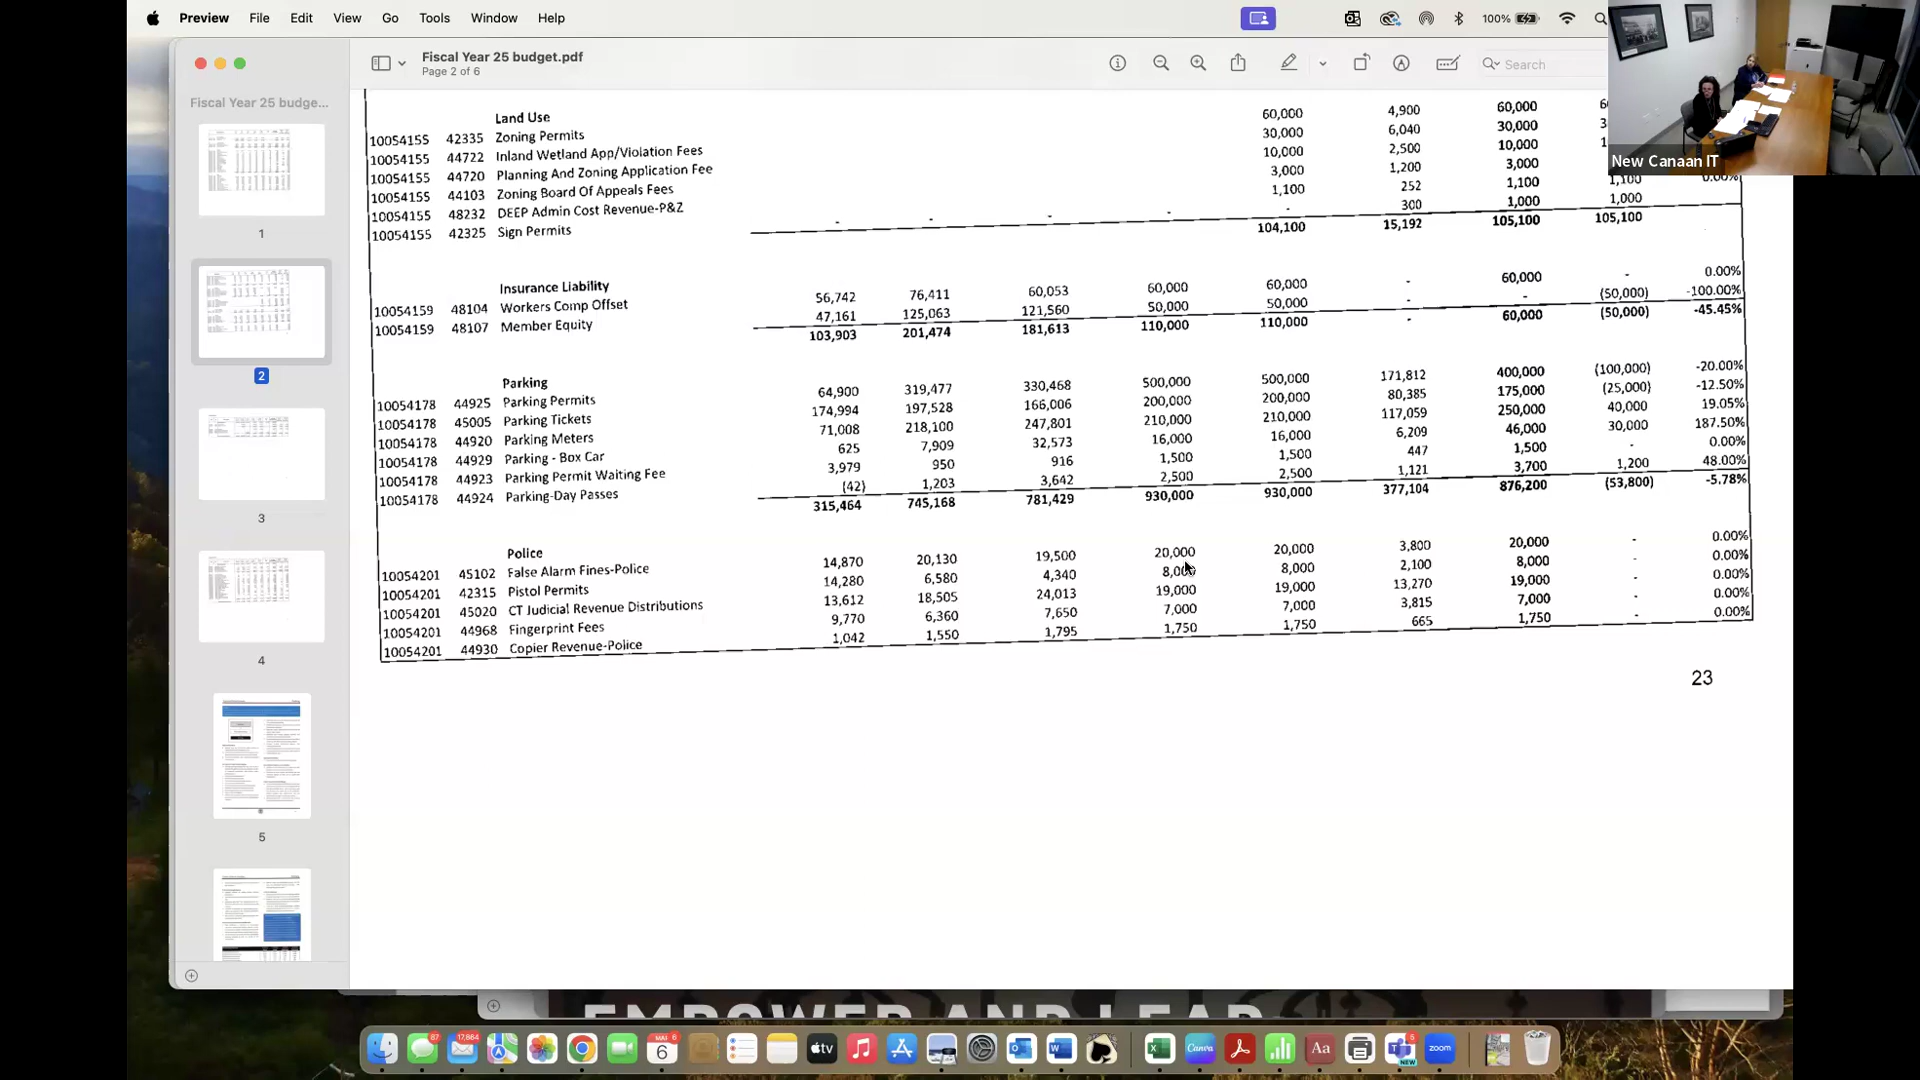 Preview File Edit View Go Tools Window Help 100%
Fiscal Year 25 budget.pdf
Page 2 of 6
Search
Fiscal Year 25 budge...
1
2
3
4
5
New Canaan IT
Land Use
10054155 42335 Zoning Permits 60,000 4,900 60,000
10054155 44722 Inland Wetland App/Violation Fees 30,000 6,040 30,000
10054155 44720 Planning And Zoning Application Fee 10,000 2,500 10,000
10054155 44103 Zoning Board Of Appeals Fees 3,000 1,200 3,000
10054155 48232 DEEP Admin Cost Revenue-P&Z 1,100 252 1,100 1,100 0.00%
10054155 42325 Sign Permits - - - - - 300 1,000 1,000
104,100 15,192 105,100 105,100
Insurance Liability
10054159 48104 Workers Comp Offset 56,742 76,411 60,053 60,000 60,000 - 60,000 - 0.00%
10054159 48107 Member Equity 47,161 125,063 121,560 50,000 50,000 - - (50,000) -100.00%
103,903 201,474 181,613 110,000 110,000 - 60,000 (50,000) -45.45%
Parking
10054178 44925 Parking Permits 64,900 319,477 330,468 500,000 500,000 171,812 400,000 (100,000) -20.00%
10054178 45005 Parking Tickets 174,994 197,528 166,006 200,000 200,000 80,385 175,000 (25,000) -12.50%
10054178 44920 Parking Meters 71,008 218,100 247,801 210,000 210,000 117,059 250,000 40,000 19.05%
10054178 44929 Parking - Box Car 625 7,909 32,573 16,000 16,000 6,209 46,000 30,000 187.50%
10054178 44923 Parking Permit Waiting Fee 3,979 950 916 1,500 1,500 447 1,500 - 0.00%
10054178 44924 Parking-Day Passes (42) 1,203 3,642 2,500 2,500 1,121 3,700 1,200 48.00%
315,464 745,168 781,429 930,000 930,000 377,104 876,200 (53,800) -5.78%
Police
10054201 45102 False Alarm Fines-Police 14,870 20,130 19,500 20,000 20,000 3,800 20,000 - 0.00%
10054201 42315 Pistol Permits 14,280 6,580 4,340 8,000 8,000 2,100 8,000 - 0.00%
10054201 45020 CT Judicial Revenue Distributions 13,612 18,505 24,013 19,000 19,000 13,270 19,000 - 0.00%
10054201 44968 Fingerprint Fees 9,770 6,360 7,650 7,000 7,000 3,815 7,000 - 0.00%
10054201 44930 Copier Revenue-Police 1,042 1,550 1,795 1,750 1,750 665 1,750 - 0.00%
23
EMPOWER AND LEAD
87 17,864 MAI 6 6 tv Canva Aa 5 NEW zoom